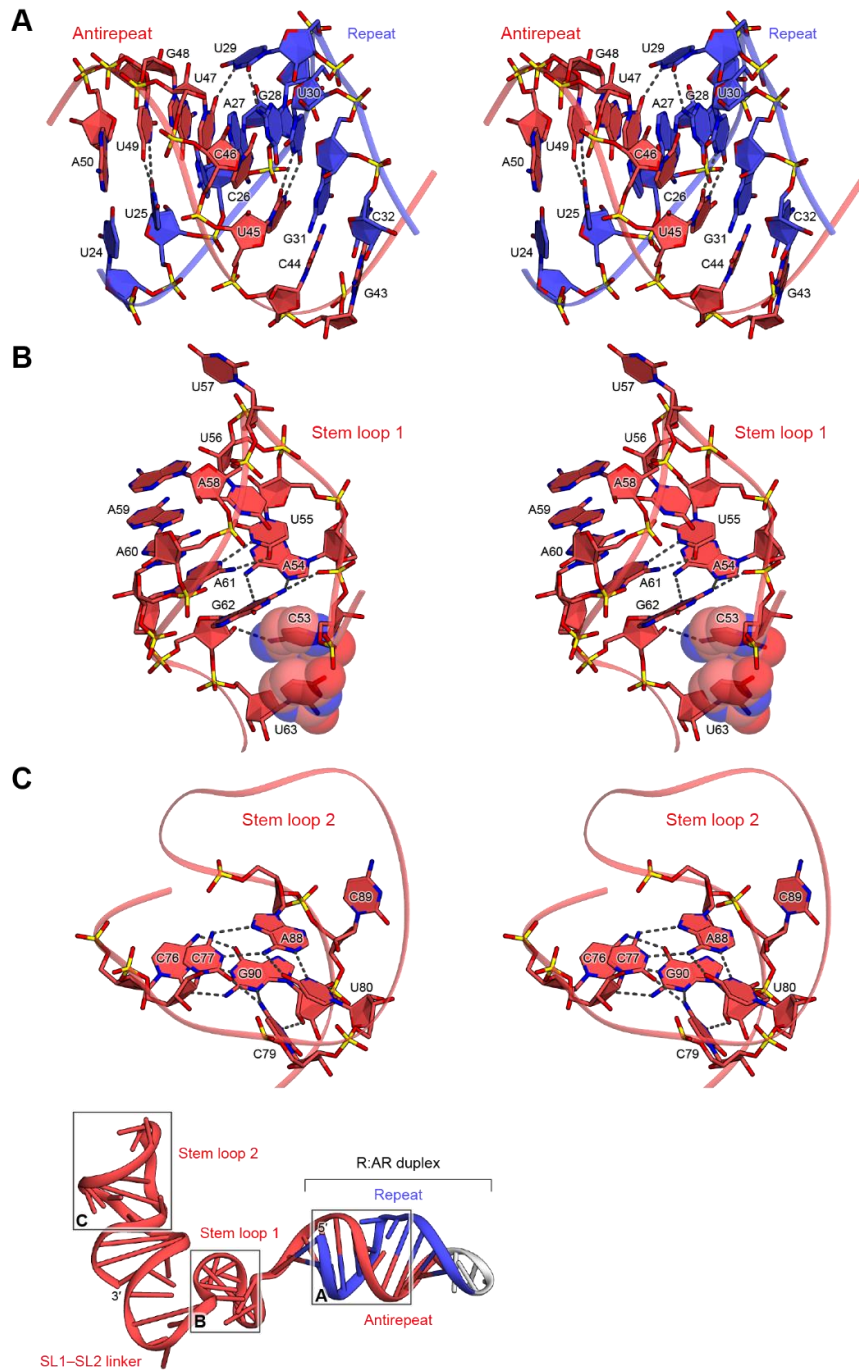 A
Antirepeat
G48
U47
U29
Repeat
A27
G28
U30
A50
U49
C46
C26
U25
U24
U45
G31
C32
C44
G43
Antirepeat
G48
U47
U29
Repeat
A27
G28
U30
A50
U49
C46
C26
U25
U24
U45
G31
C32
C44
G43
B
U57
U56
Stem loop 1
A58
A59
U55
A60
A54
A61
G62
C53
U63
U57
U56
Stem loop 1
A58
A59
U55
A60
A54
A61
G62
C53
U63
C
Stem loop 2
C89
A88
C76 C77
G90
U80
C79
Stem loop 2
C89
A88
C76 C77
G90
U80
C79
Stem loop 2
R:AR duplex
Repeat
C
Stem loop 1
5′
3′
B
A
Antirepeat
SL1–SL2 linker